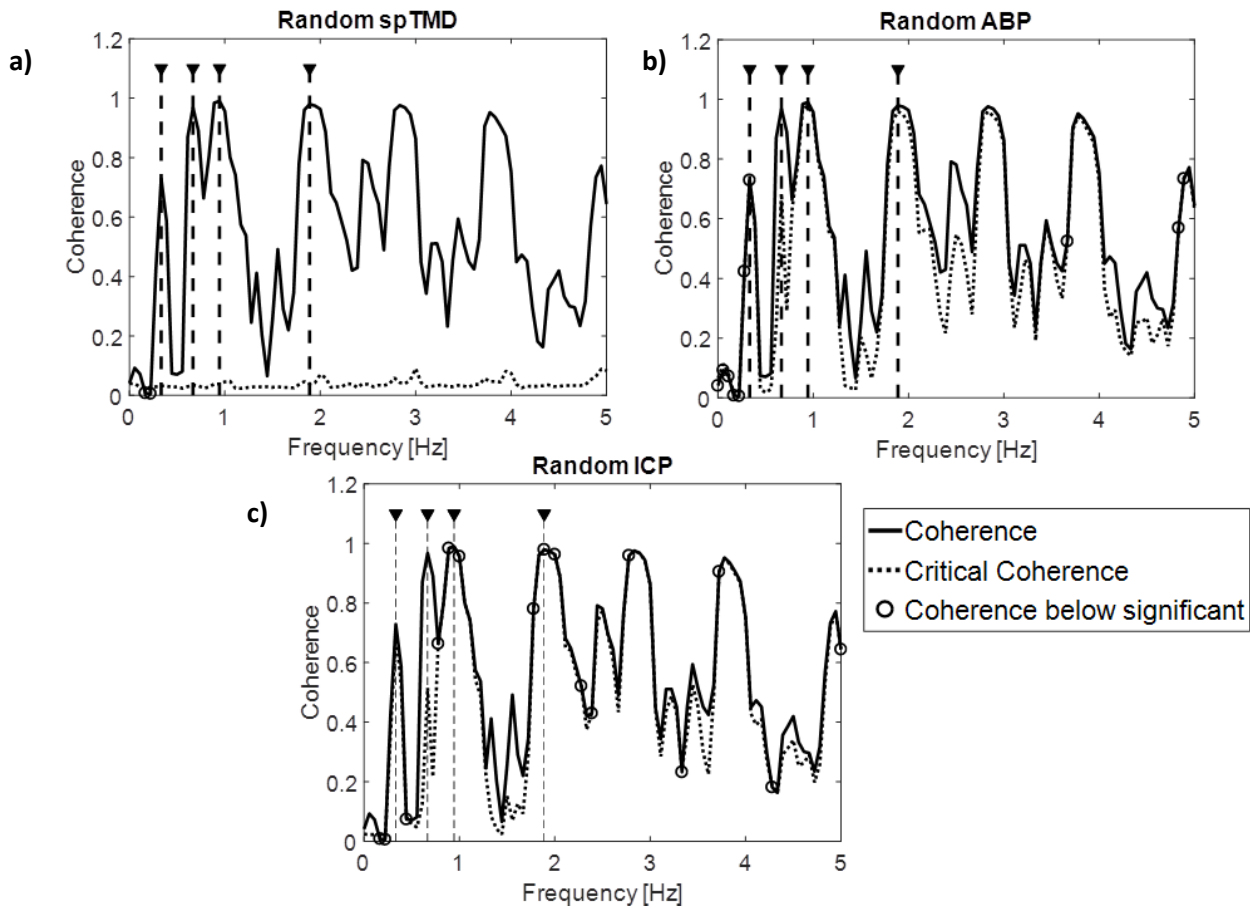 Random spTMD
a)
1.2
1
0.8
0.6
0.4
0.2
0
Coherence
0 1 2 3 4 5
Frequency [Hz]
Random ABP
b)
1.2
1
0.8
0.6
0.4
0.2
0
Coherence
0 1 2 3 4 5
Frequency [Hz]
Random ICP
c)
1.2
1
0.8
0.6
0.4
0.2
0
Coherence
0 1 2 3 4 5
Frequency [Hz]
Coherence
Critical Coherence
Coherence below significant